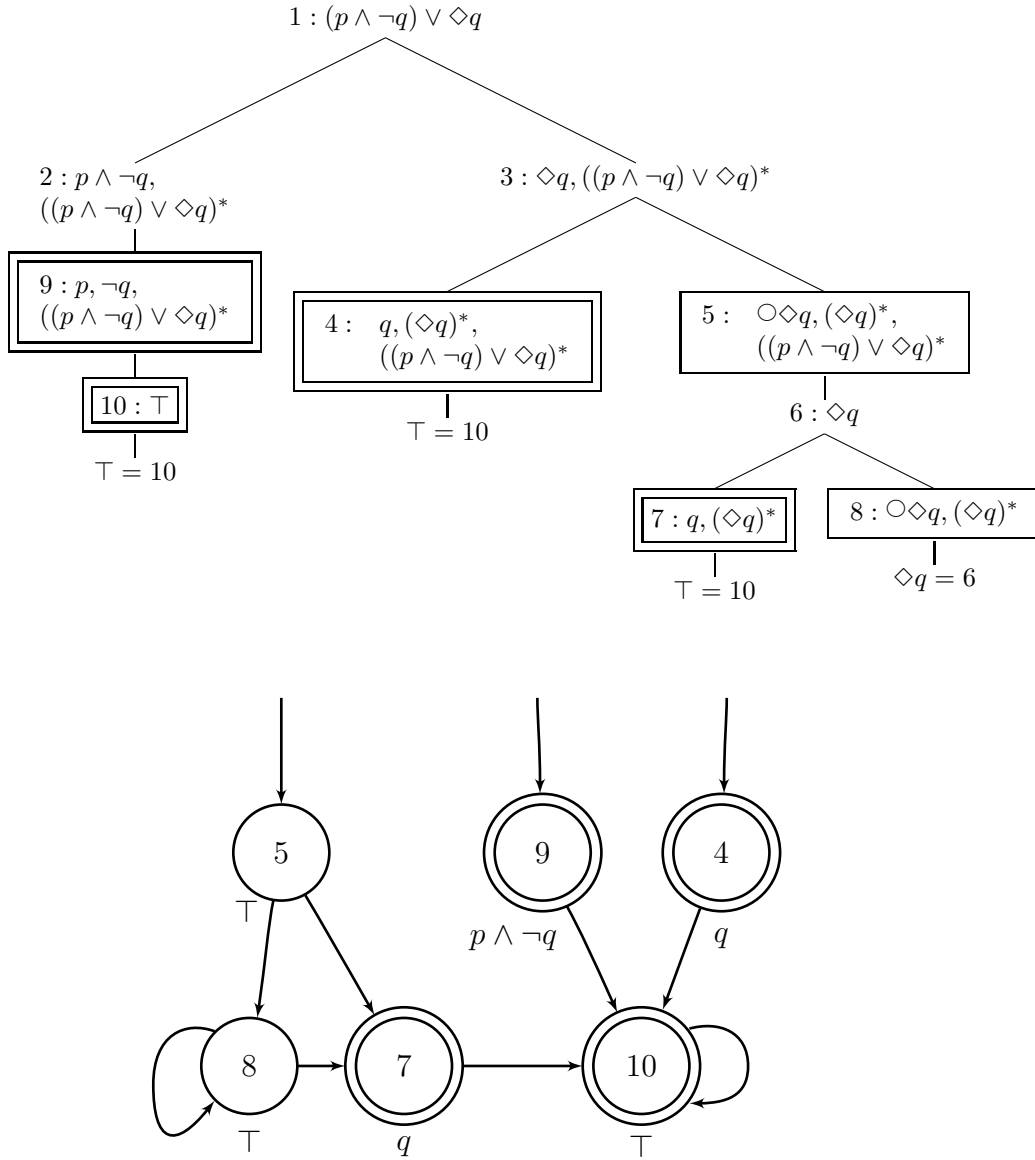 1 : (p ∧ ¬q) ∨ ◇q
2 : p ∧ ¬q,
((p ∧ ¬q) ∨ ◇q)*
3 : ◇q, ((p ∧ ¬q) ∨ ◇q)*
9 : p, ¬q,
((p ∧ ¬q) ∨ ◇q)*
4 : q, (◇q)*,
((p ∧ ¬q) ∨ ◇q)*
5 : ○◇q, (◇q)*,
((p ∧ ¬q) ∨ ◇q)*
10 : ⊤
⊤ = 10
⊤ = 10
6 : ◇q
7 : q, (◇q)*
8 : ○◇q, (◇q)*
⊤ = 10
◇q = 6
5
9
4
⊤
p ∧ ¬q
q
8
7
10
⊤
q
⊤